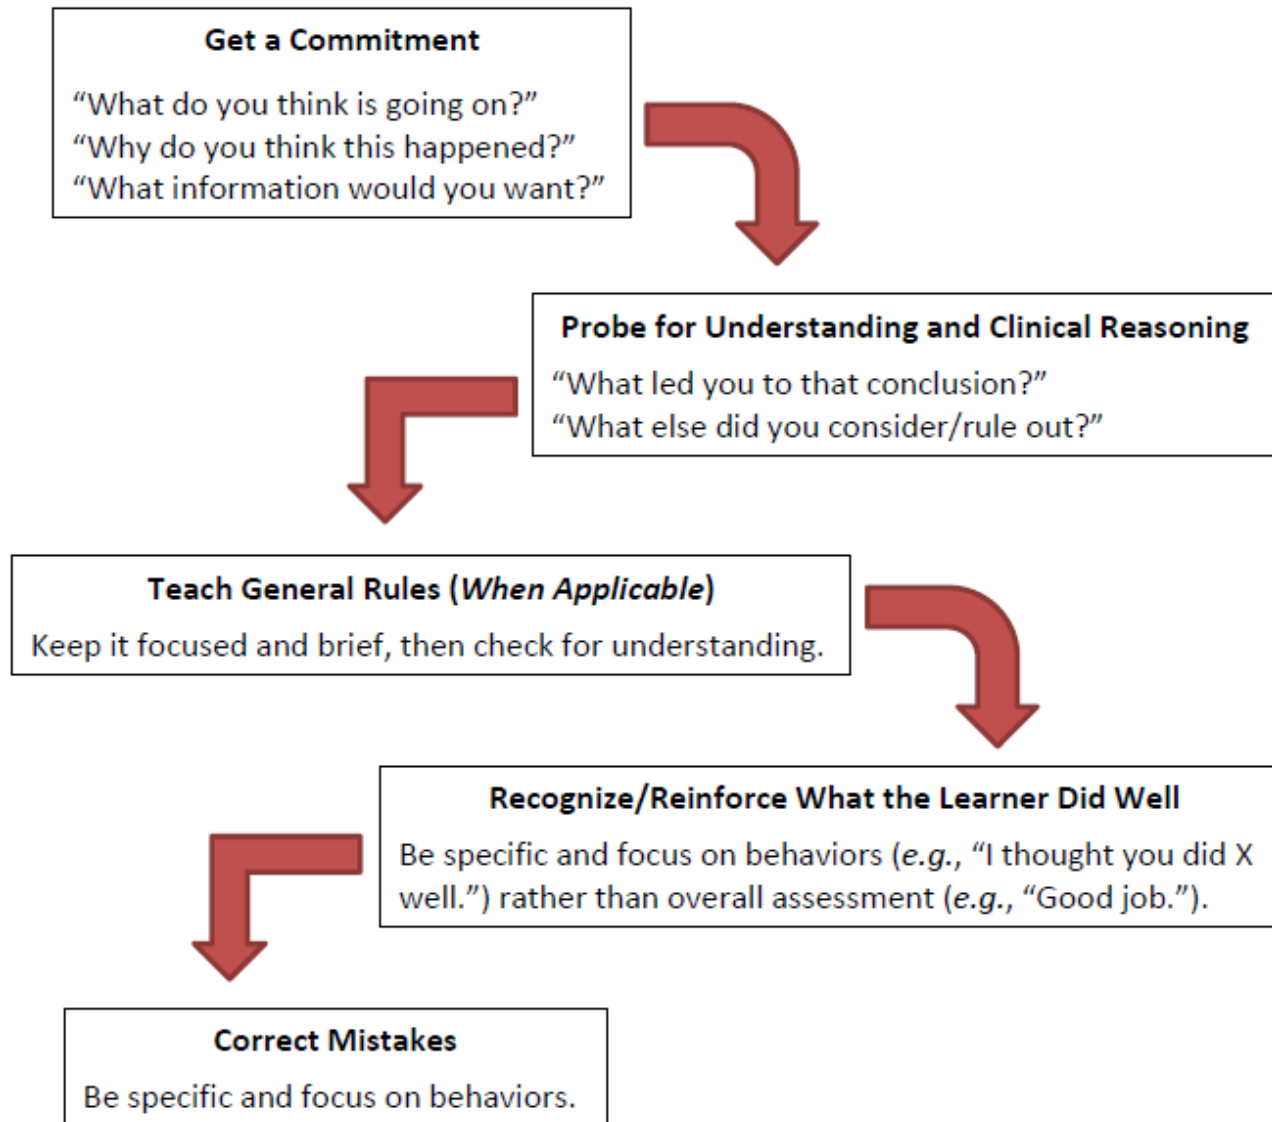 Get a Commitment
“What do you think is going on?”
“Why do you think this happened?”
“What information would you want?”
Probe for Understanding and Clinical Reasoning
“What led you to that conclusion?”
“What else did you consider/rule out?”
Teach General Rules (When Applicable)
Keep it focused and brief, then check for understanding.
Recognize/Reinforce What the Learner Did Well
Be specific and focus on behaviors (e.g., “I thought you did X
well.”) rather than overall assessment (e.g., “Good job.”).
Correct Mistakes
Be specific and focus on behaviors.